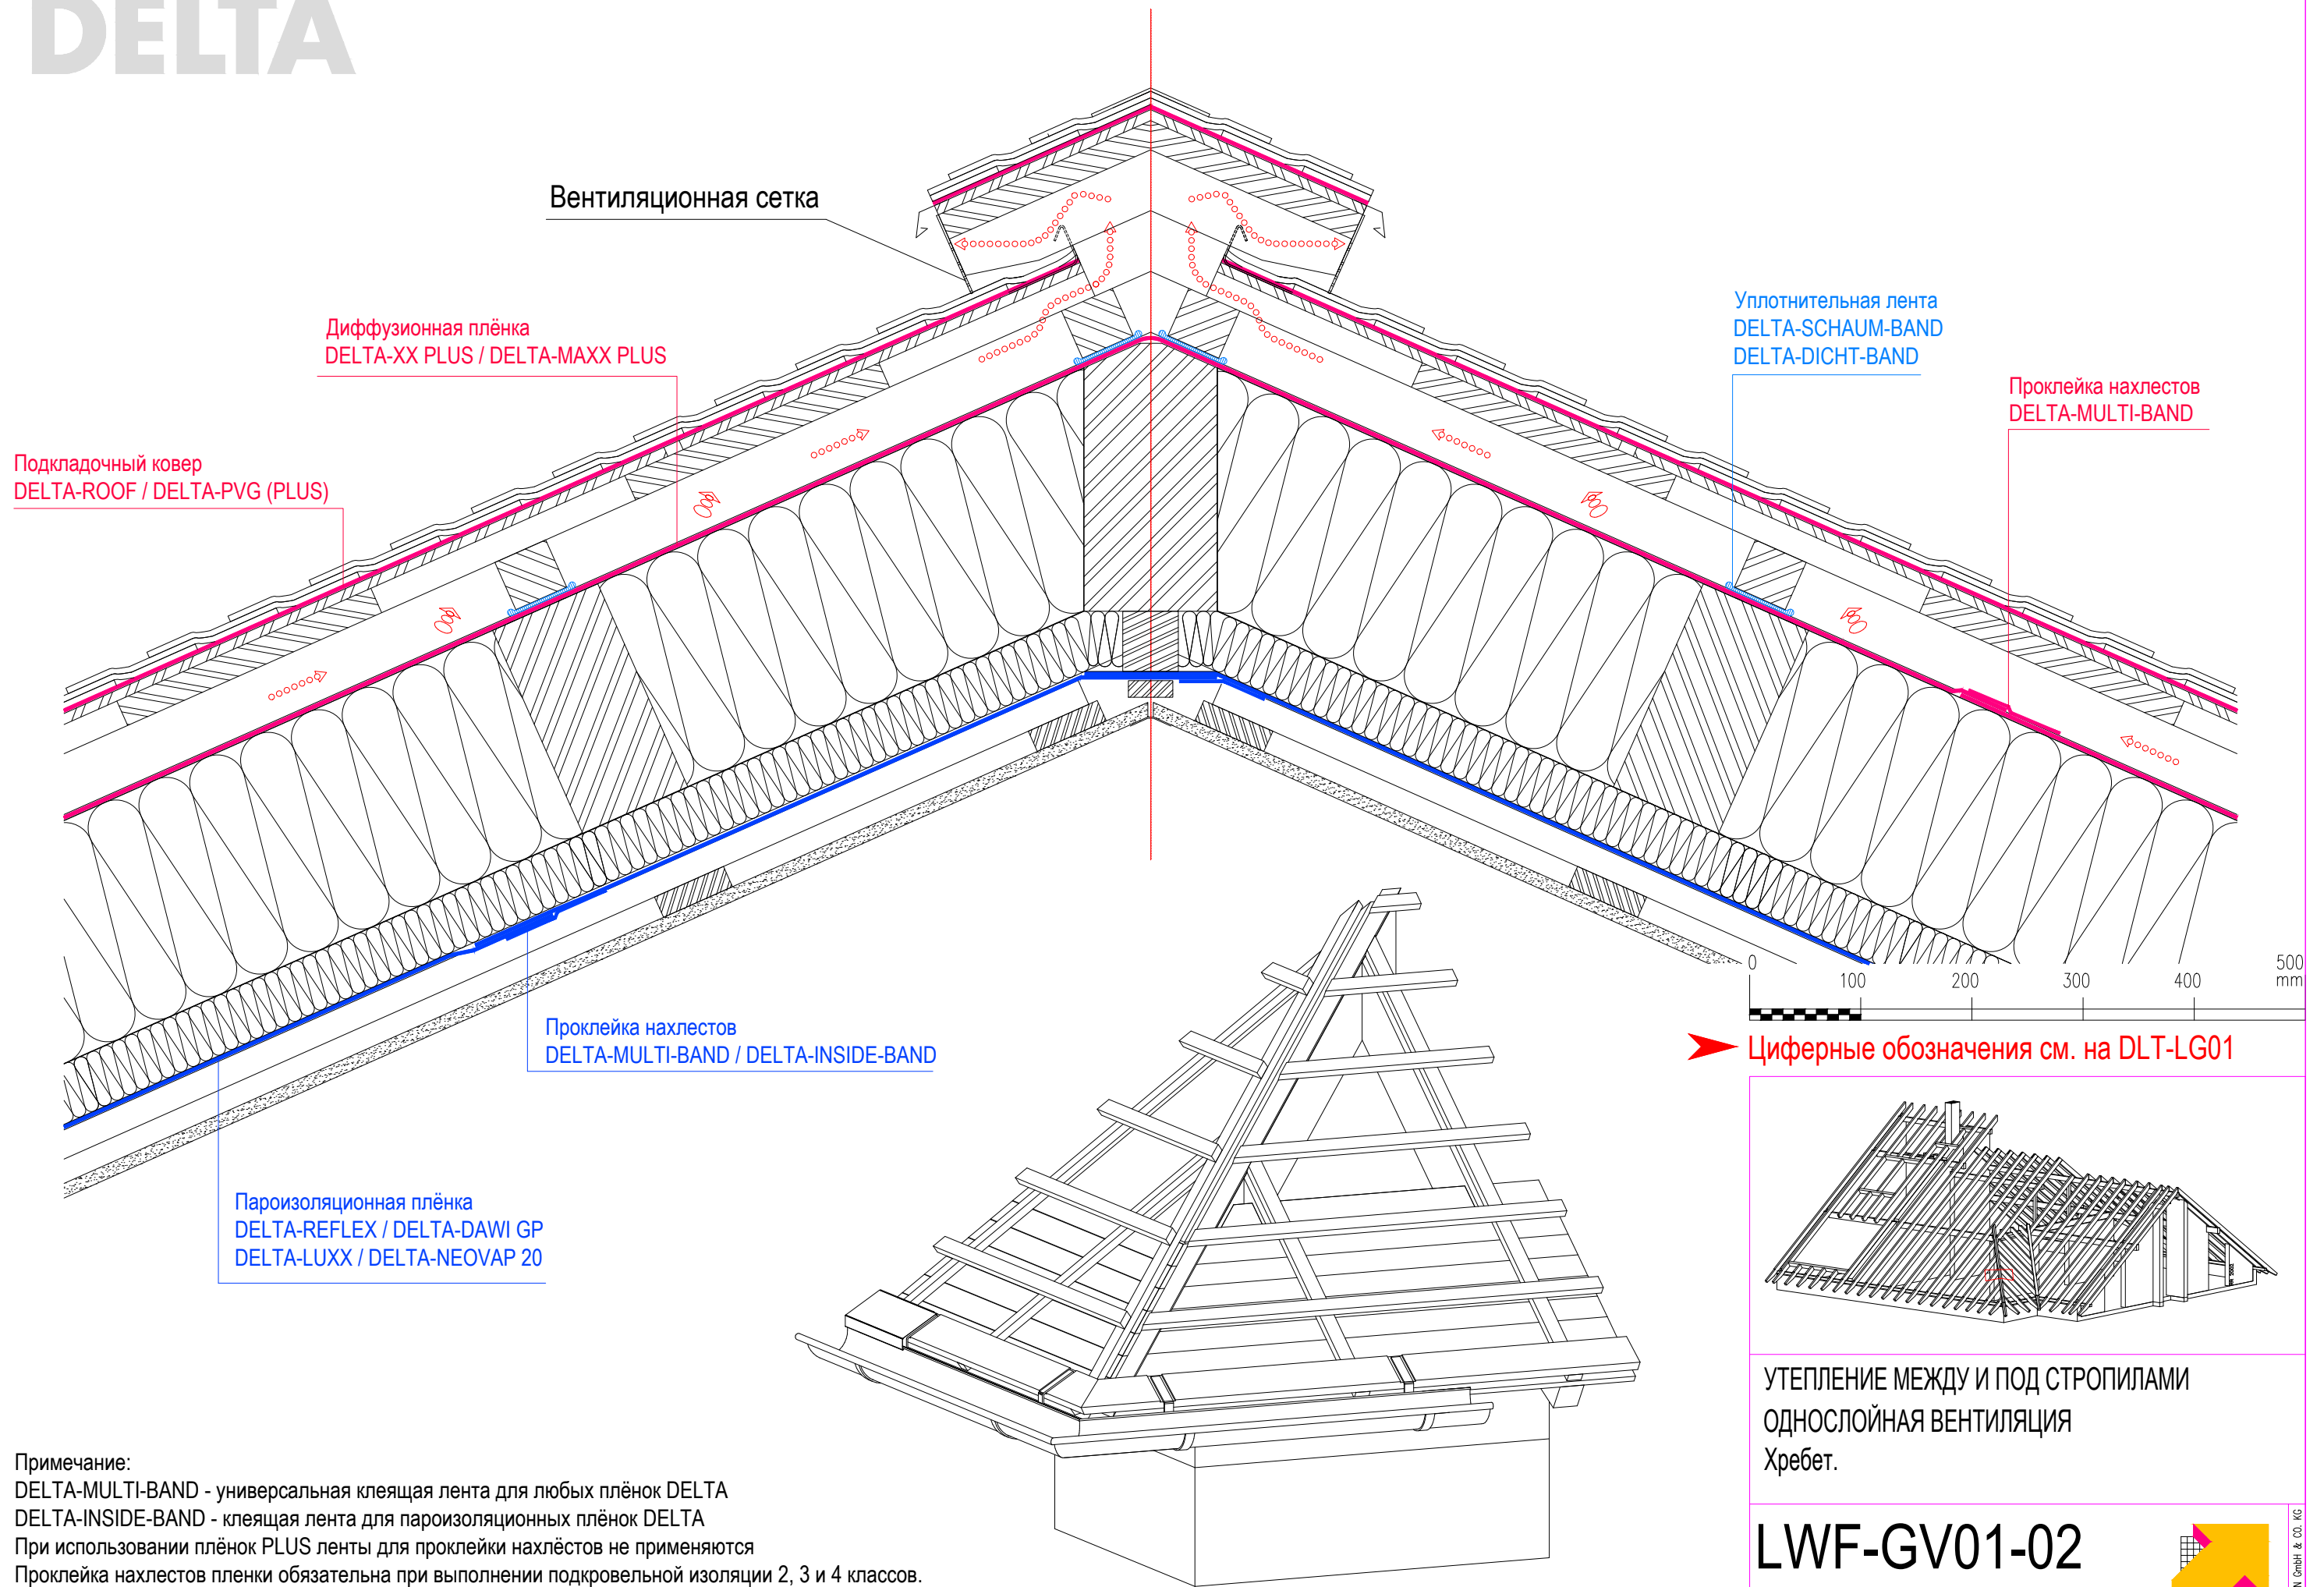 DELTA
Вентиляционная сетка
Диффузионная плёнка
DELTA-XX PLUS / DELTA-MAXX PLUS
Подкладочный ковер
DELTA-ROOF / DELTA-PVG (PLUS)
Уплотнительная лента
DELTA-SCHAUM-BAND
DELTA-DICHT-BAND
Проклейка нахлестов
DELTA-MULTI-BAND
Проклейка нахлестов
DELTA-MULTI-BAND / DELTA-INSIDE-BAND
Пароизоляционная плёнка
DELTA-REFLEX / DELTA-DAWI GP
DELTA-LUXX / DELTA-NEOVAP 20
0 100 200 300 400 500
mm
Циферные обозначения см. на DLT-LG01
УТЕПЛЕНИЕ МЕЖДУ И ПОД СТРОПИЛАМИ
ОДНОСЛОЙНАЯ ВЕНТИЛЯЦИЯ
Хребет.
LWF-GV01-02
GmbH & CO. KG
Примечание:
DELTA-MULTI-BAND - универсальная клеящая лента для любых плёнок DELTA
DELTA-INSIDE-BAND - клеящая лента для пароизоляционных плёнок DELTA
При использовании плёнок PLUS ленты для проклейки нахлёстов не применяются
Проклейка нахлестов пленки обязательна при выполнении подкровельной изоляции 2, 3 и 4 классов.